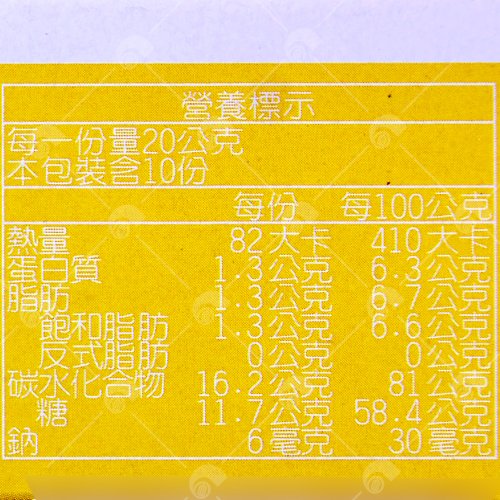 營養標示
每一份量20公克
本包裝含10份
每份 每100公克
熱量 82大卡 410大卡
蛋白質 1.3公克 6.3公克
脂肪 1.3公克 6.7公克
飽和脂肪 1.3公克 6.6公克
反式脂肪 0公克 0公克
碳水化合物 16.2公克 81公克
糖 11.7公克 58.4公克
鈉 6毫克 30毫克